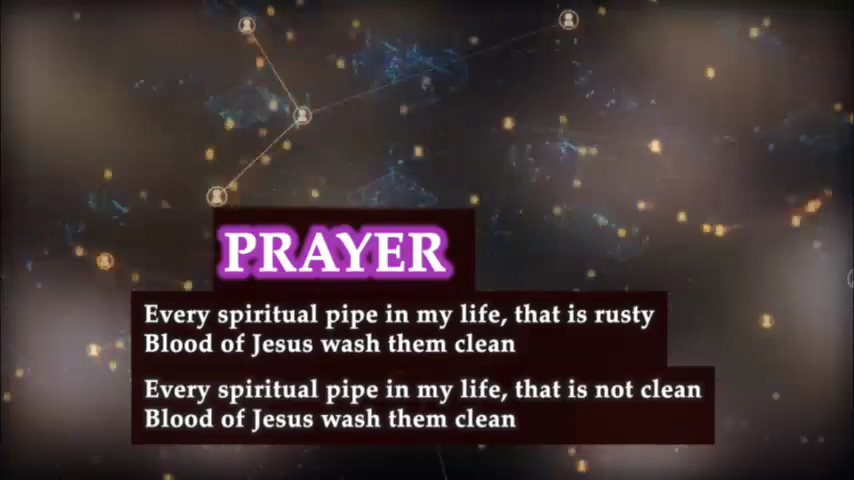 PRAYER
Every spiritual pipe in my life, that is rusty
Blood of Jesus wash them clean
Every spiritual pipe in my life, that is not clean
Blood of Jesus wash them clean